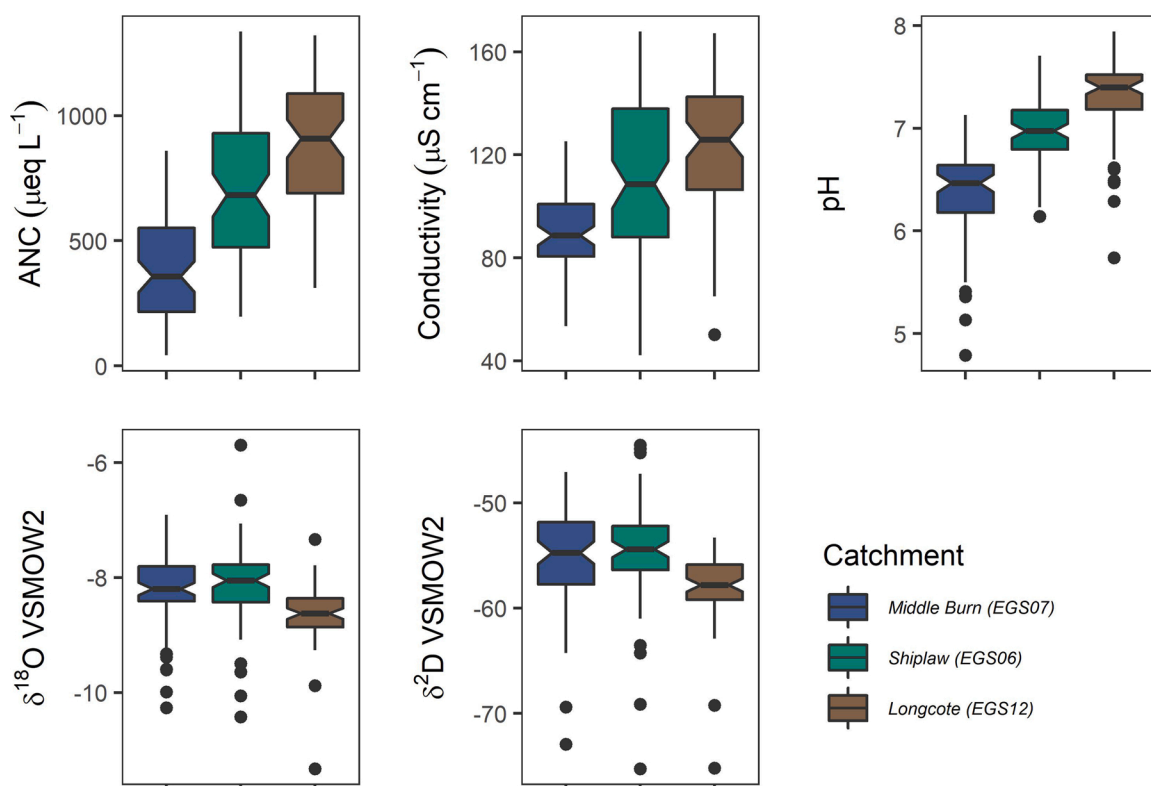 ANC (μeq L⁻¹)
1000
500
0
Conductivity (μS cm⁻¹)
160
120
80
40
pH
8
7
6
5
δ¹⁸O VSMOW2
-6
-8
-10
δ²D VSMOW2
-50
-60
-70
Catchment
Middle Burn (EGS07)
Shiplaw (EGS06)
Longcote (EGS12)